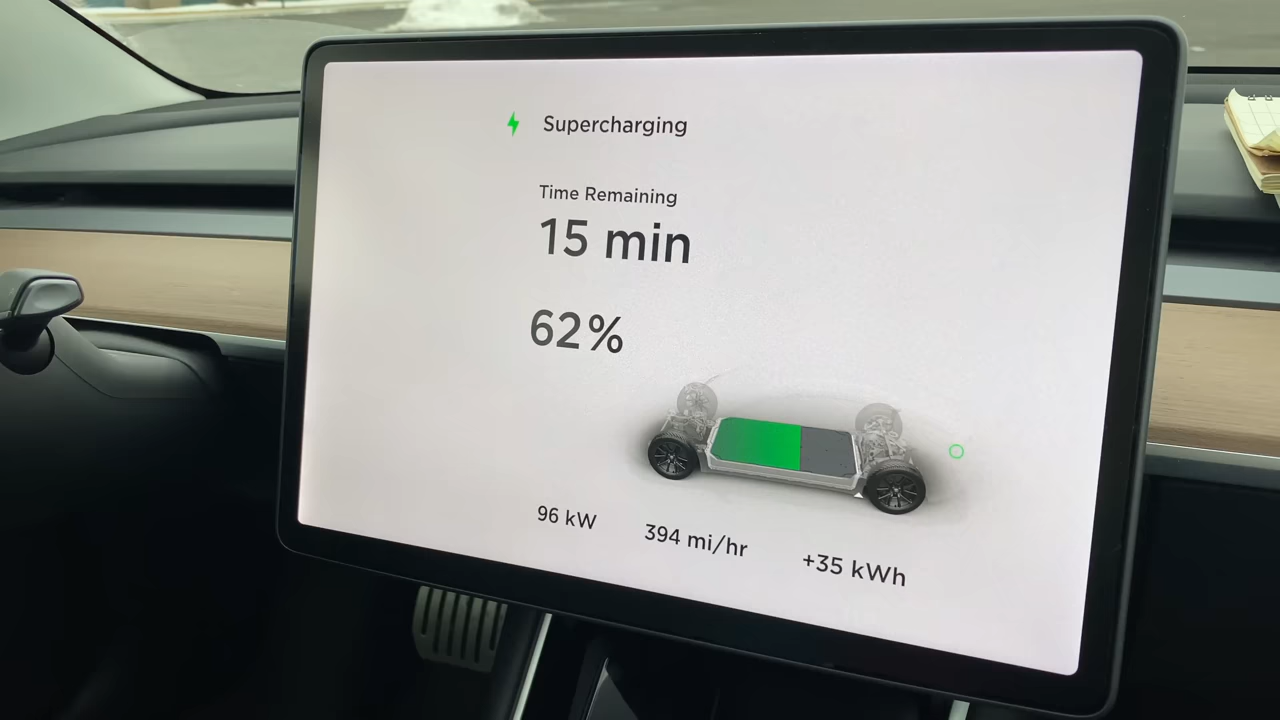 Supercharging
Time Remaining
15 min
62%
96 kW
394 mi/hr
+35 kWh